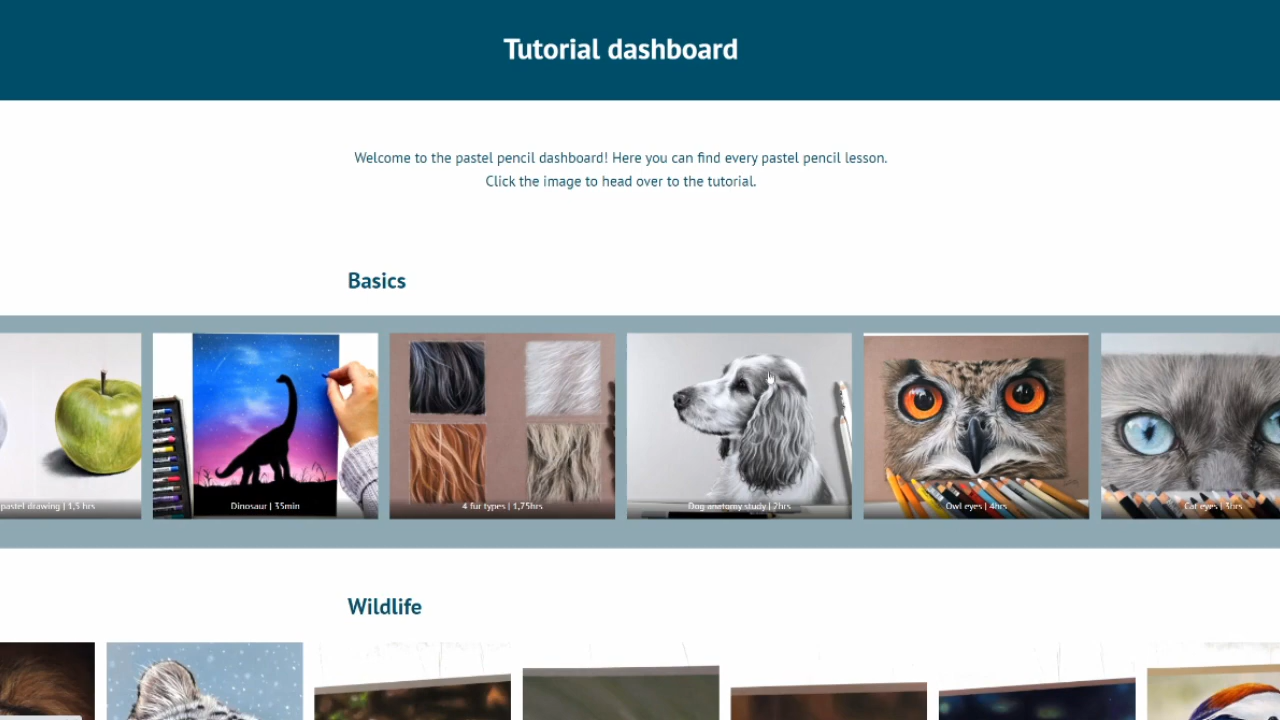 Tutorial dashboard
Welcome to the pastel pencil dashboard! Here you can find every pastel pencil lesson.
Click the image to head over to the tutorial.
Basics
pastel drawing | 1,5 hrs
Dinosaur | 35min
4 fur types | 1,75hrs
Dog anatomy study | 2hrs
Owl eyes | 4hrs
Cat eyes | 3hrs
Wildlife